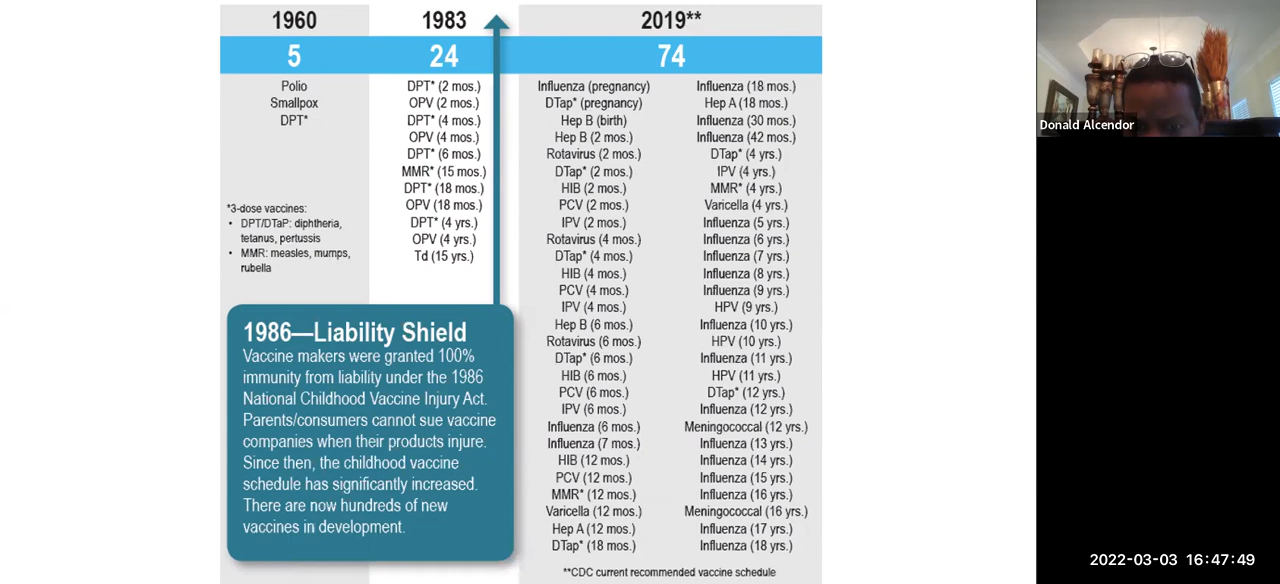 1960
5
Polio
Smallpox
DPT*
*3-dose vaccines:
• DPT/DTaP: diphtheria,
tetanus, pertussis
• MMR: measles, mumps,
rubella
1983
24
DPT* (2 mos.)
OPV (2 mos.)
DPT* (4 mos.)
OPV (4 mos.)
DPT* (6 mos.)
MMR* (15 mos.)
DPT* (18 mos.)
OPV (18 mos.)
DPT* (4 yrs.)
OPV (4 yrs.)
Td (15 yrs.)
1986—Liability Shield
Vaccine makers were granted 100%
immunity from liability under the 1986
National Childhood Vaccine Injury Act.
Parents/consumers cannot sue vaccine
companies when their products injure.
Since then, the childhood vaccine
schedule has significantly increased.
There are now hundreds of new
vaccines in development.
2019**
74
Influenza (pregnancy)
DTap* (pregnancy)
Hep B (birth)
Hep B (2 mos.)
Rotavirus (2 mos.)
DTap* (2 mos.)
HIB (2 mos.)
PCV (2 mos.)
IPV (2 mos.)
Rotavirus (4 mos.)
DTap* (4 mos.)
HIB (4 mos.)
PCV (4 mos.)
IPV (4 mos.)
Hep B (6 mos.)
Rotavirus (6 mos.)
DTap* (6 mos.)
HIB (6 mos.)
PCV (6 mos.)
IPV (6 mos.)
Influenza (6 mos.)
Influenza (7 mos.)
HIB (12 mos.)
PCV (12 mos.)
MMR* (12 mos.)
Varicella (12 mos.)
Hep A (12 mos.)
DTap* (18 mos.)
Influenza (18 mos.)
Hep A (18 mos.)
Influenza (30 mos.)
Influenza (42 mos.)
DTap* (4 yrs.)
IPV (4 yrs.)
MMR* (4 yrs.)
Varicella (4 yrs.)
Influenza (5 yrs.)
Influenza (6 yrs.)
Influenza (7 yrs.)
Influenza (8 yrs.)
Influenza (9 yrs.)
HPV (9 yrs.)
Influenza (10 yrs.)
HPV (10 yrs.)
Influenza (11 yrs.)
HPV (11 yrs.)
DTap* (12 yrs.)
Influenza (12 yrs.)
Meningococcal (12 yrs.)
Influenza (13 yrs.)
Influenza (14 yrs.)
Influenza (15 yrs.)
Influenza (16 yrs.)
Meningococcal (16 yrs.)
Influenza (17 yrs.)
Influenza (18 yrs.)
**CDC current recommended vaccine schedule
Donald Alcendor
2022-03-03 16:47:49